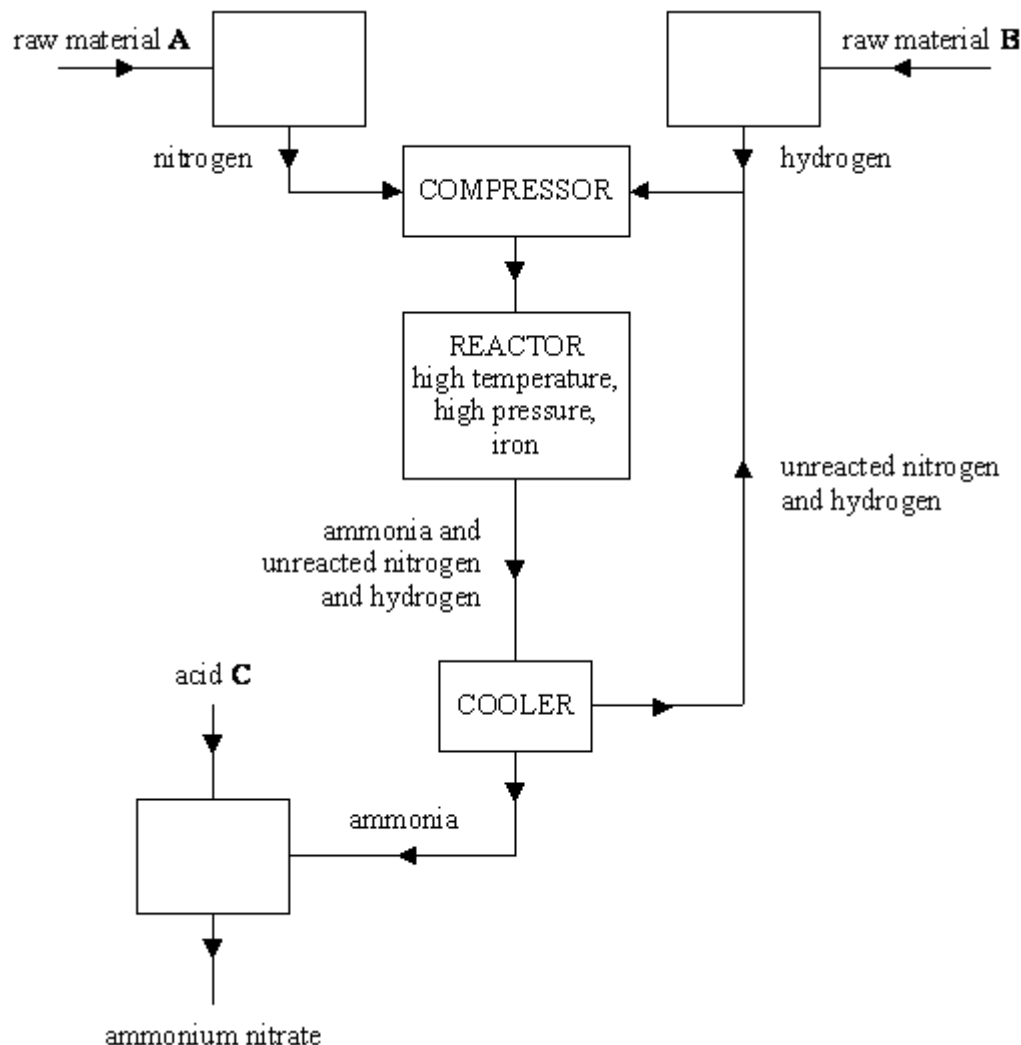 raw material A
raw material B
nitrogen
hydrogen
COMPRESSOR
REACTOR
high temperature,
high pressure,
iron
unreacted nitrogen
and hydrogen
ammonia and
unreacted nitrogen
and hydrogen
acid C
COOLER
ammonia
ammonium nitrate